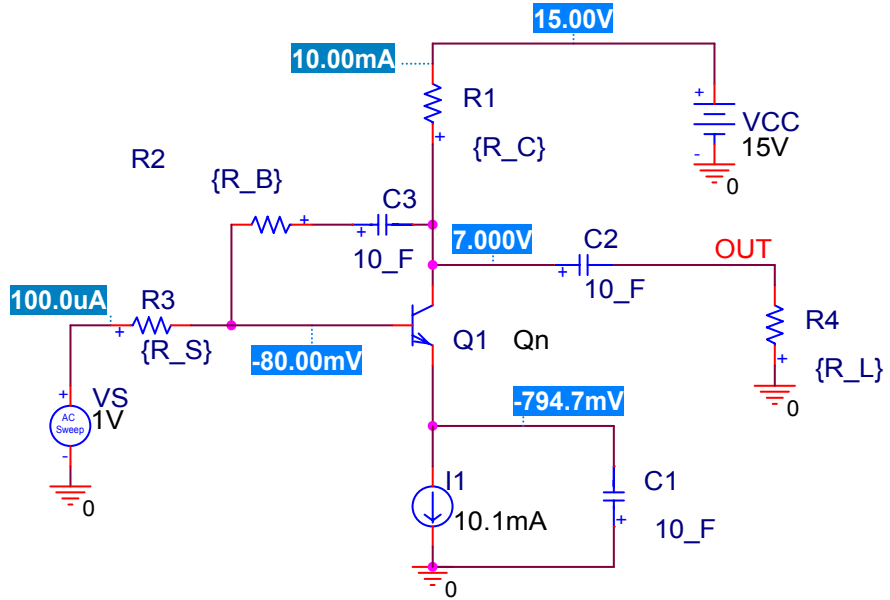 15.00V
10.00mA
R1
VCC
15V
0
{R_C}
R2
{R_B}
C3
10_F
7.000V
C2
10_F
OUT
100.0uA
R3
{R_S}
-80.00mV
Q1 Qn
R4
{R_L}
0
VS
1V
AC
Sweep
0
-794.7mV
I1
10.1mA
C1
10_F
0